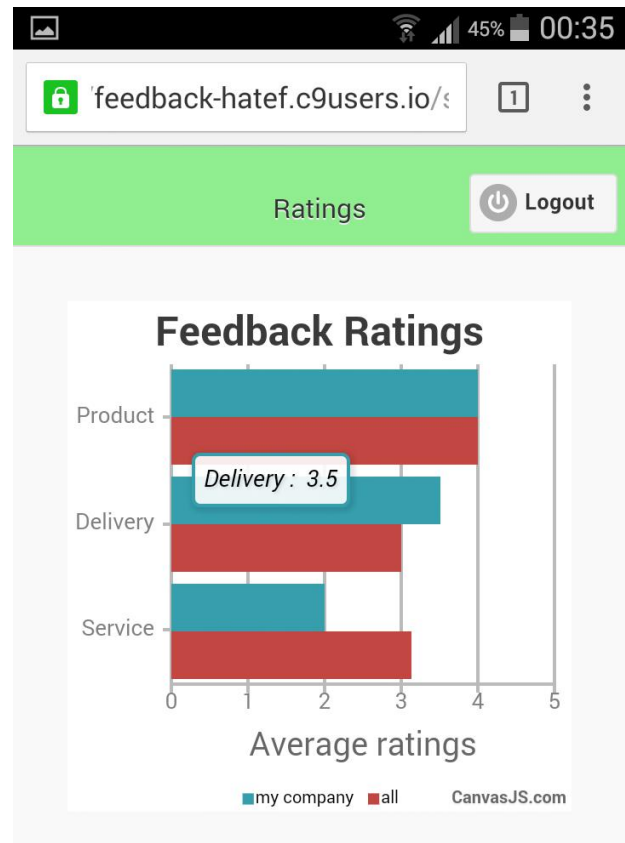 45% 00:35
feedback-hatef.c9users.io/s
1
Ratings
Logout
Feedback Ratings
Product
Delivery : 3.5
Delivery
Service
0 1 2 3 4 5
Average ratings
my company all CanvasJS.com